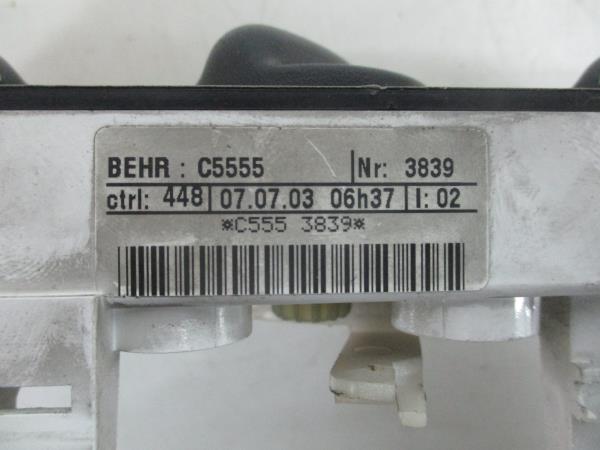 BEHR : C5555 Nr: 3839
ctrl: 448 07.07.03 06h37 I: 02
*C555 3839*